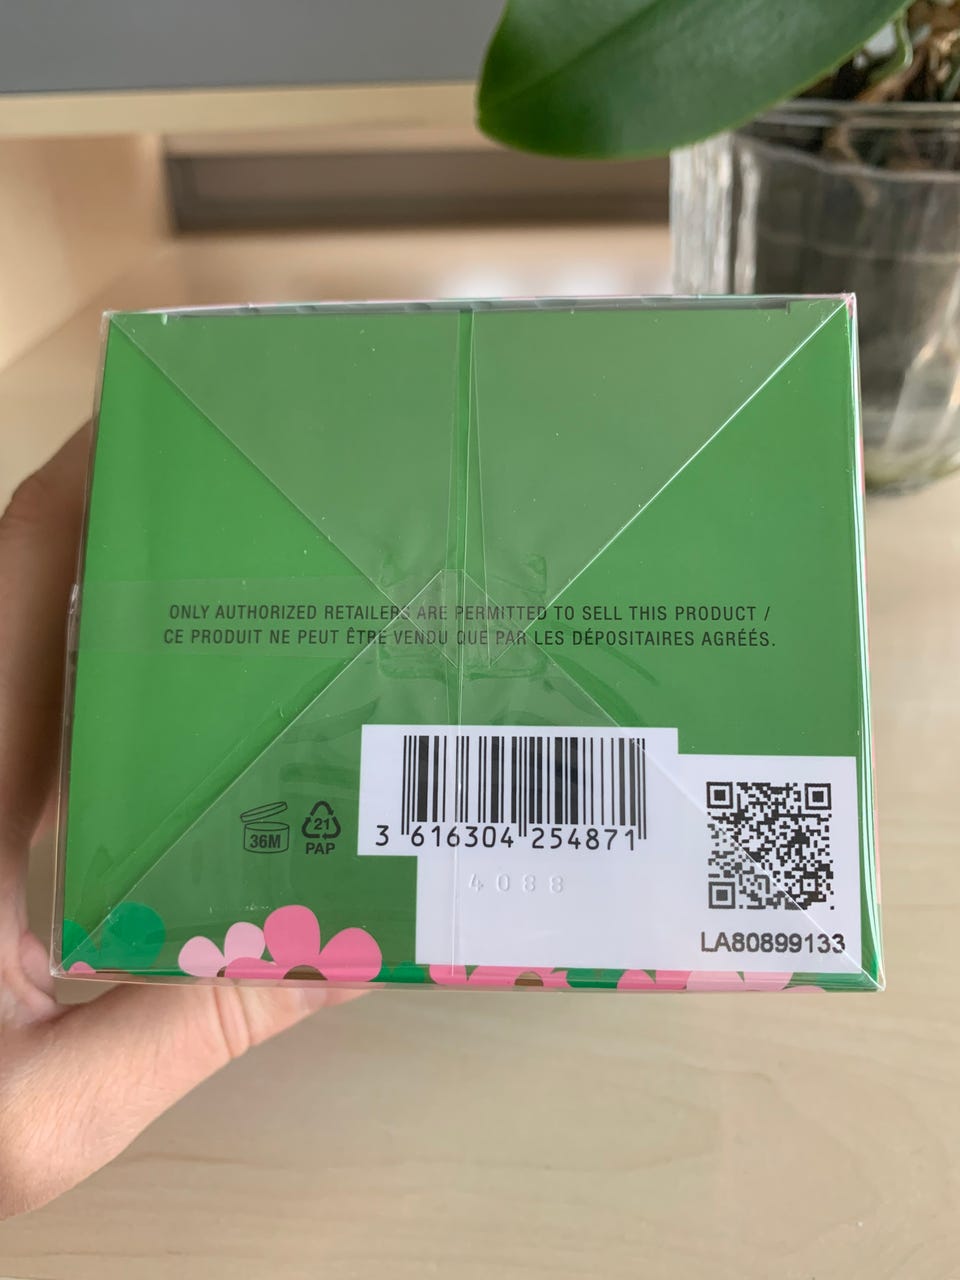 ONLY AUTHORIZED RETAILERS ARE PERMITTED TO SELL THIS PRODUCT /
CE PRODUIT NE PEUT ÊTRE VENDU QUE PAR LES DÉPOSITAIRES AGRÉÉS.
36M
21
PAP
3 616304 254871
4088
LA80899133